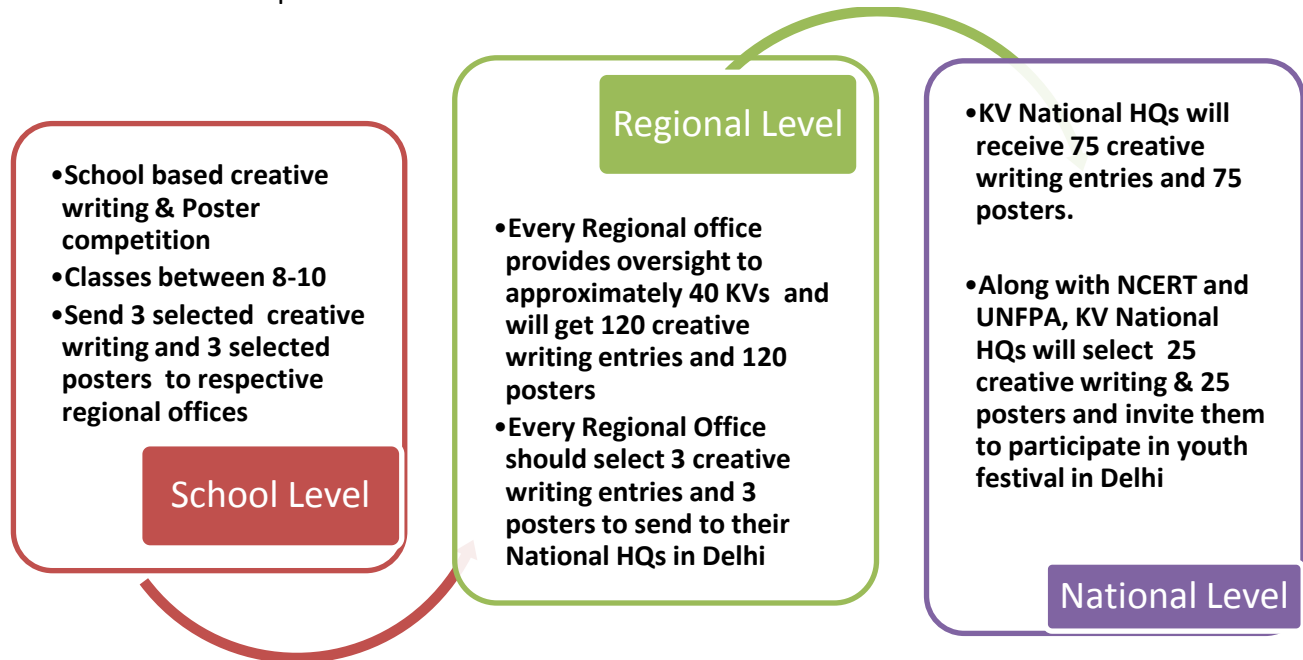 •School based creative
writing & Poster
competition
•Classes between 8-10
•Send 3 selected creative
writing and 3 selected
posters to respective
regional offices
School Level
Regional Level
•Every Regional office
provides oversight to
approximately 40 KVs and
will get 120 creative
writing entries and 120
posters
•Every Regional Office
should select 3 creative
writing entries and 3
posters to send to their
National HQs in Delhi
•KV National HQs will
receive 75 creative
writing entries and 75
posters.
•Along with NCERT and
UNFPA, KV National
HQs will select 25
creative writing & 25
posters and invite them
to participate in youth
festival in Delhi
National Level